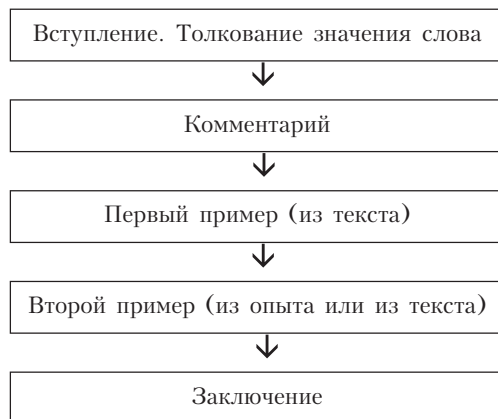 Вступление. Толкование значения слова
Комментарий
Первый пример (из текста)
Второй пример (из опыта или из текста)
Заключение